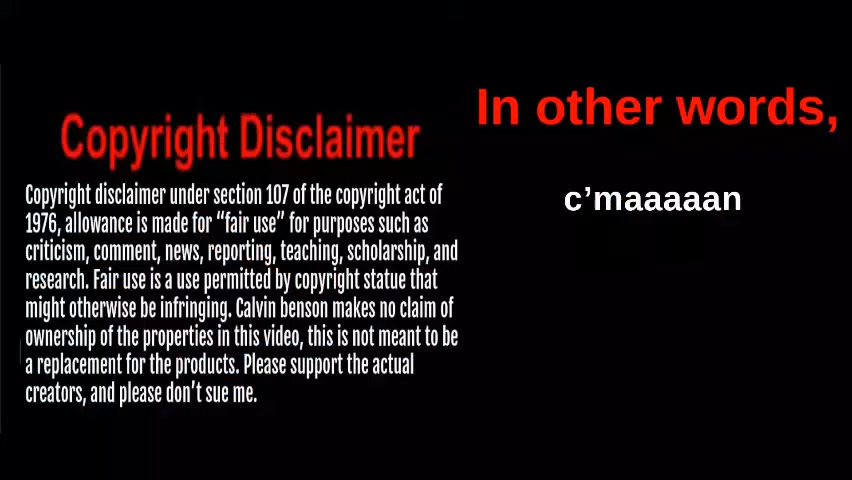 Copyright Disclaimer
Copyright disclaimer under section 107 of the copyright act of
1976, allowance is made for “fair use” for purposes such as
criticism, comment, news, reporting, teaching, scholarship, and
research. Fair use is a use permitted by copyright statue that
might otherwise be infringing. Calvin benson makes no claim of
ownership of the properties in this video, this is not meant to be
a replacement for the products. Please support the actual
creators, and please don’t sue me.
In other words,
c’maaaaan